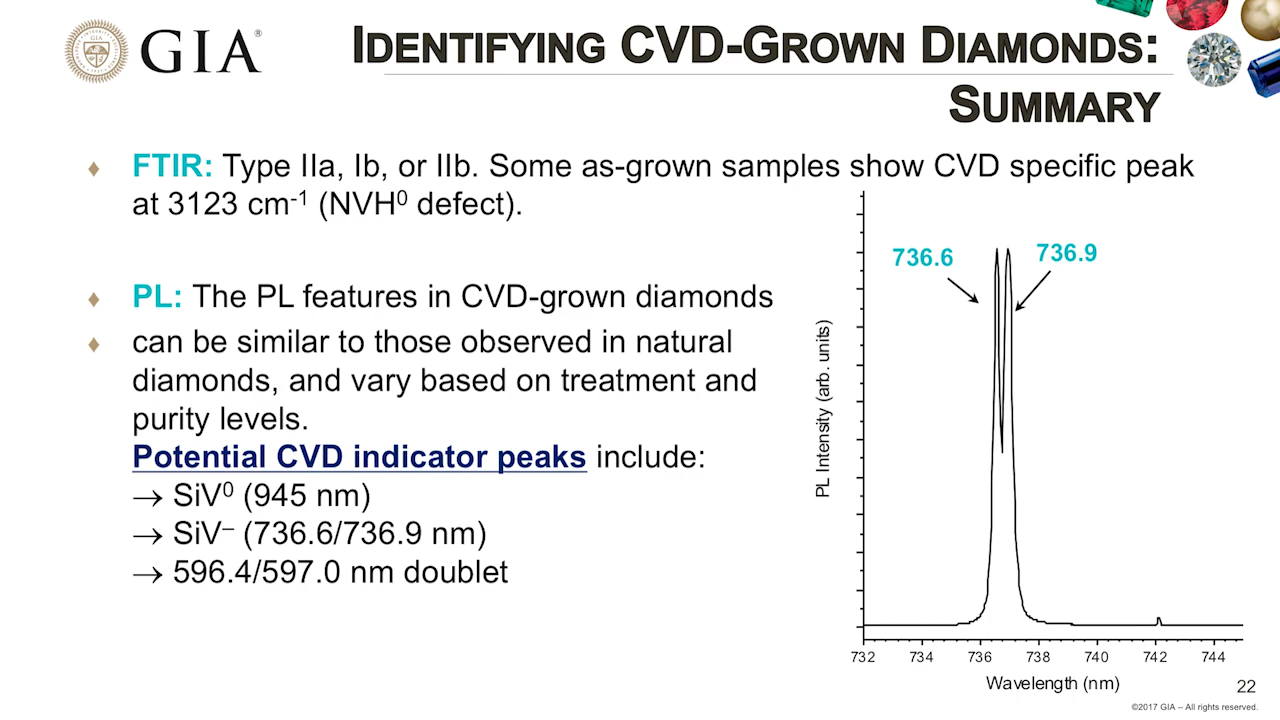 GIA®
IDENTIFYING CVD-GROWN DIAMONDS:
SUMMARY
♦ FTIR: Type IIa, Ib, or IIb. Some as-grown samples show CVD specific peak
at 3123 cm-1 (NVH0 defect).
♦ PL: The PL features in CVD-grown diamonds
♦ can be similar to those observed in natural
diamonds, and vary based on treatment and
purity levels.
Potential CVD indicator peaks include:
→ SiV0 (945 nm)
→ SiV– (736.6/736.9 nm)
→ 596.4/597.0 nm doublet
736.6
736.9
PL Intensity (arb. units)
732 734 736 738 740 742 744
Wavelength (nm)
22
©2017 GIA – All rights reserved.